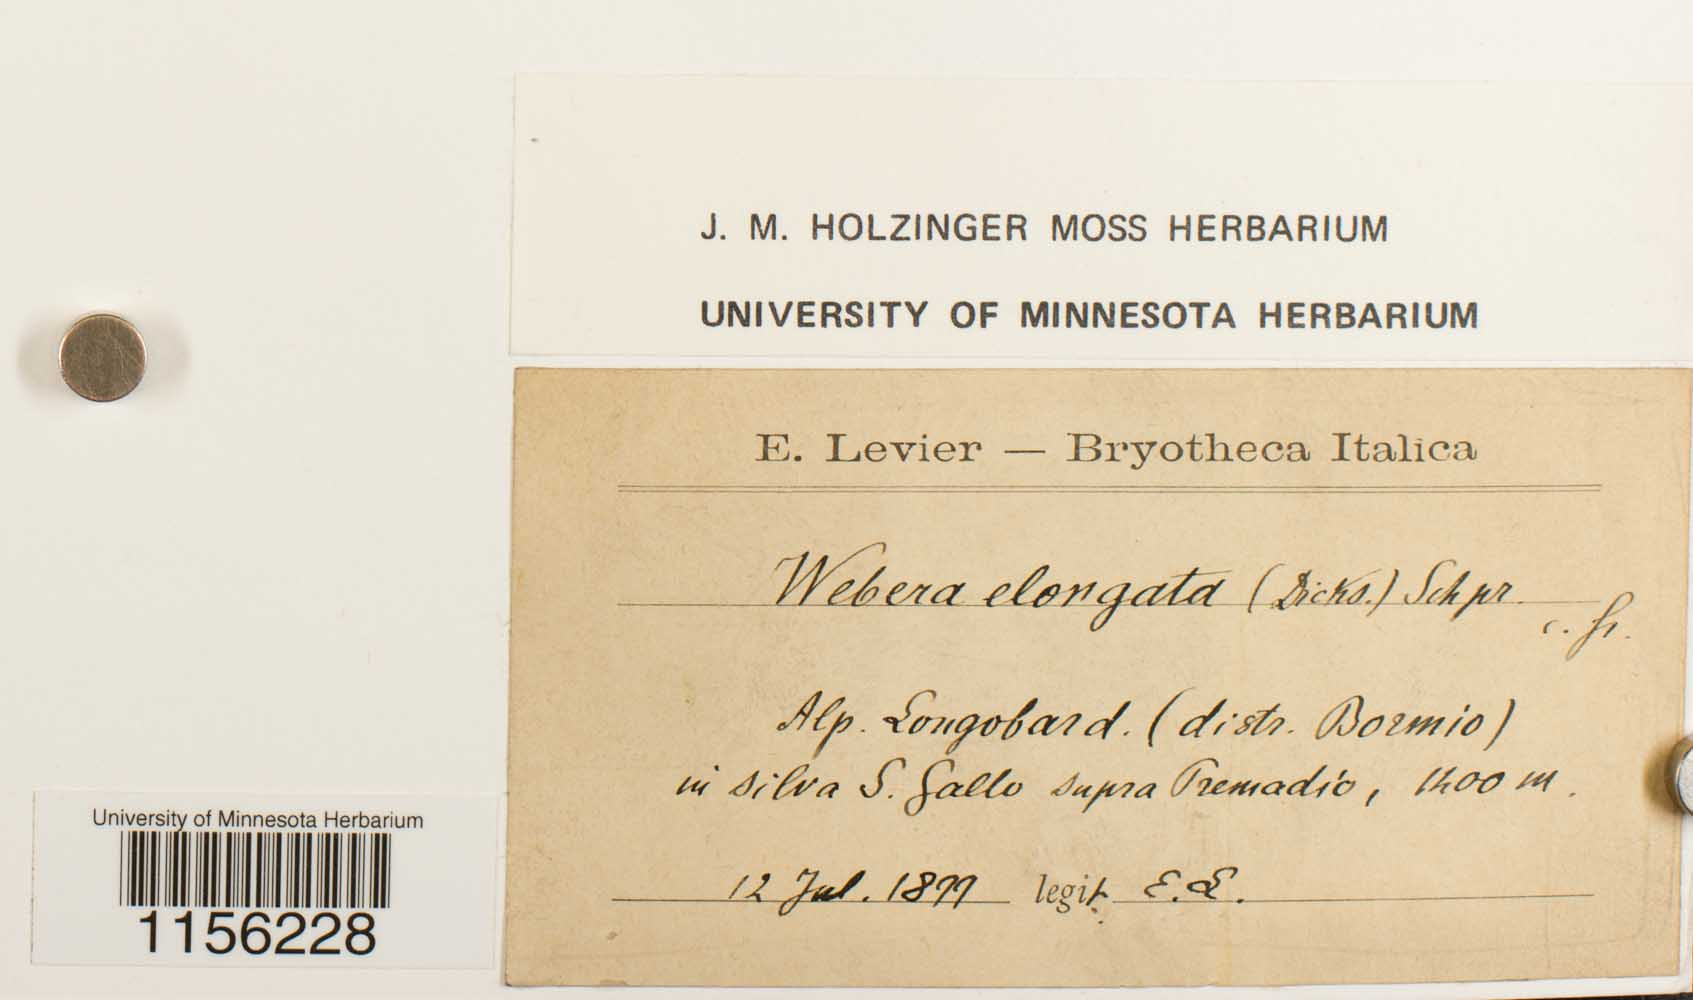 J. M. HOLZINGER MOSS HERBARIUM
UNIVERSITY OF MINNESOTA HERBARIUM
E. Levier — Bryotheca Italica
Webera elongata (Dicks.) Schpr.
c. fr.
Alp. Longobard. (distr. Bormio)
in silva S. Gallo supra Premadio, 1400 m.
12 Jul. 1899 legit E. L.
University of Minnesota Herbarium
1156228